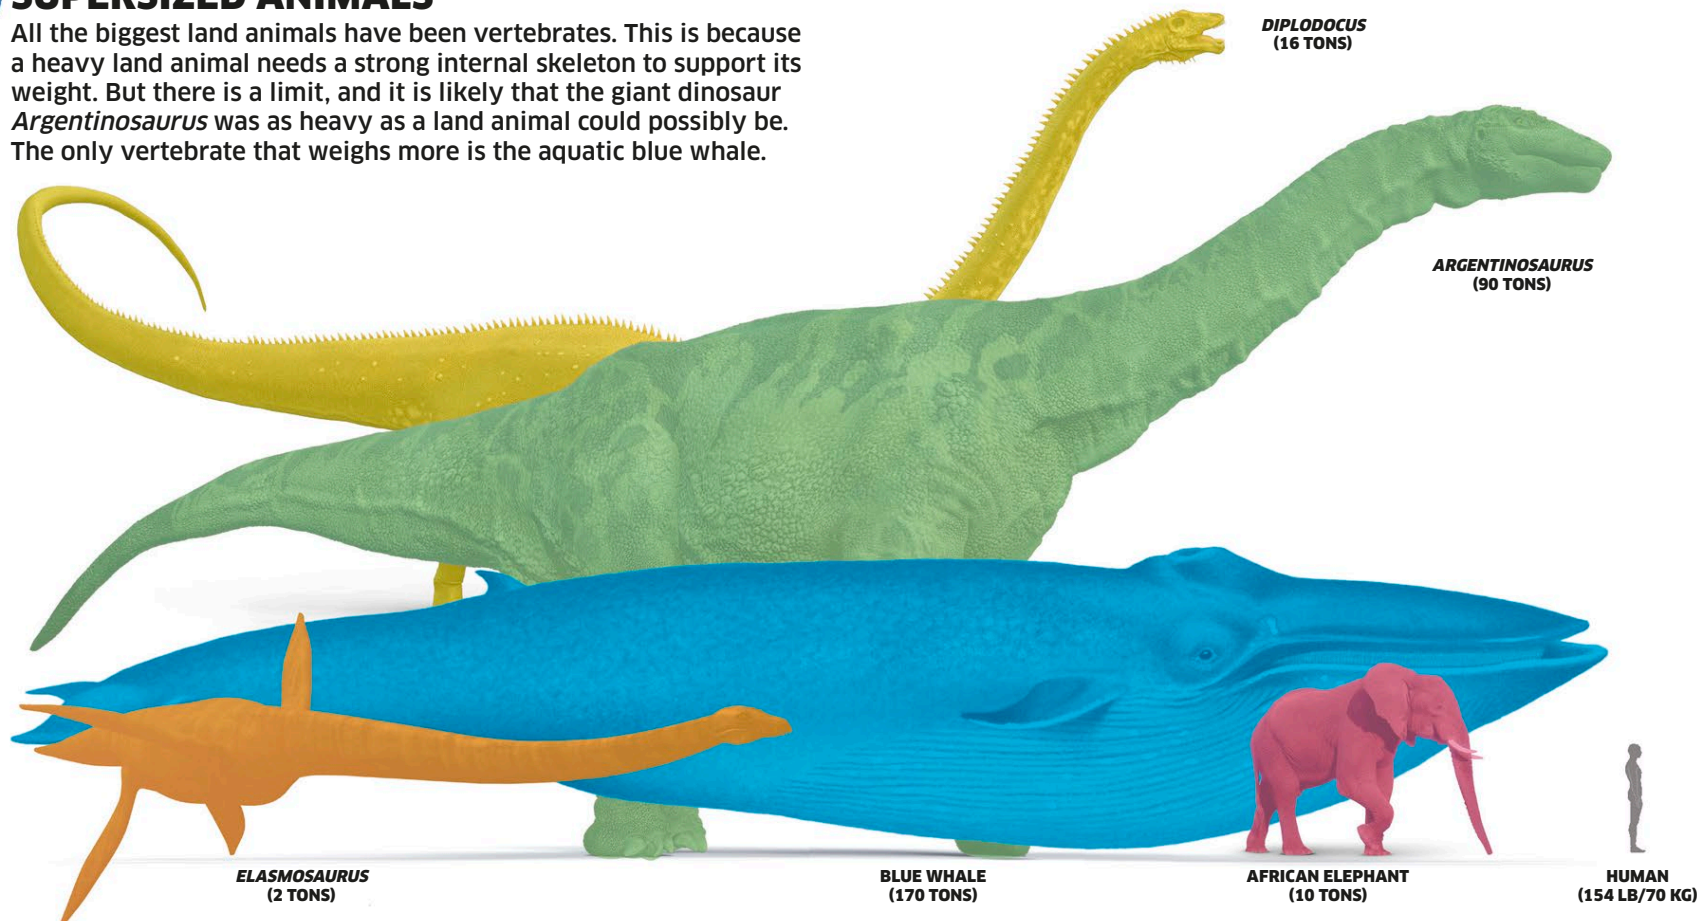 SUPERSIZED ANIMALS
All the biggest land animals have been vertebrates. This is because
a heavy land animal needs a strong internal skeleton to support its
weight. But there is a limit, and it is likely that the giant dinosaur
Argentinosaurus was as heavy as a land animal could possibly be.
The only vertebrate that weighs more is the aquatic blue whale.
DIPLODOCUS
(16 TONS)
ARGENTINOSAURUS
(90 TONS)
ELASMOSAURUS
(2 TONS)
BLUE WHALE
(170 TONS)
AFRICAN ELEPHANT
(10 TONS)
HUMAN
(154 LB/70 KG)